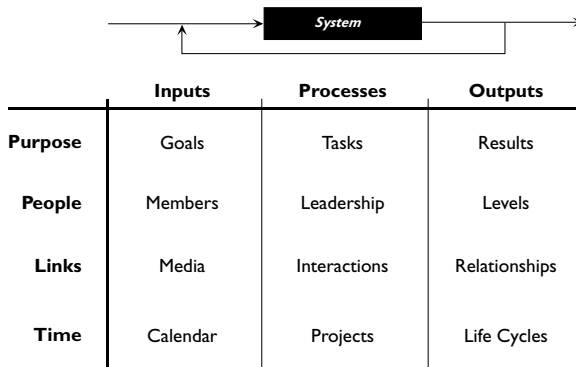 System
Inputs Processes Outputs
Purpose Goals Tasks Results
People Members Leadership Levels
Links Media Interactions Relationships
Time Calendar Projects Life Cycles